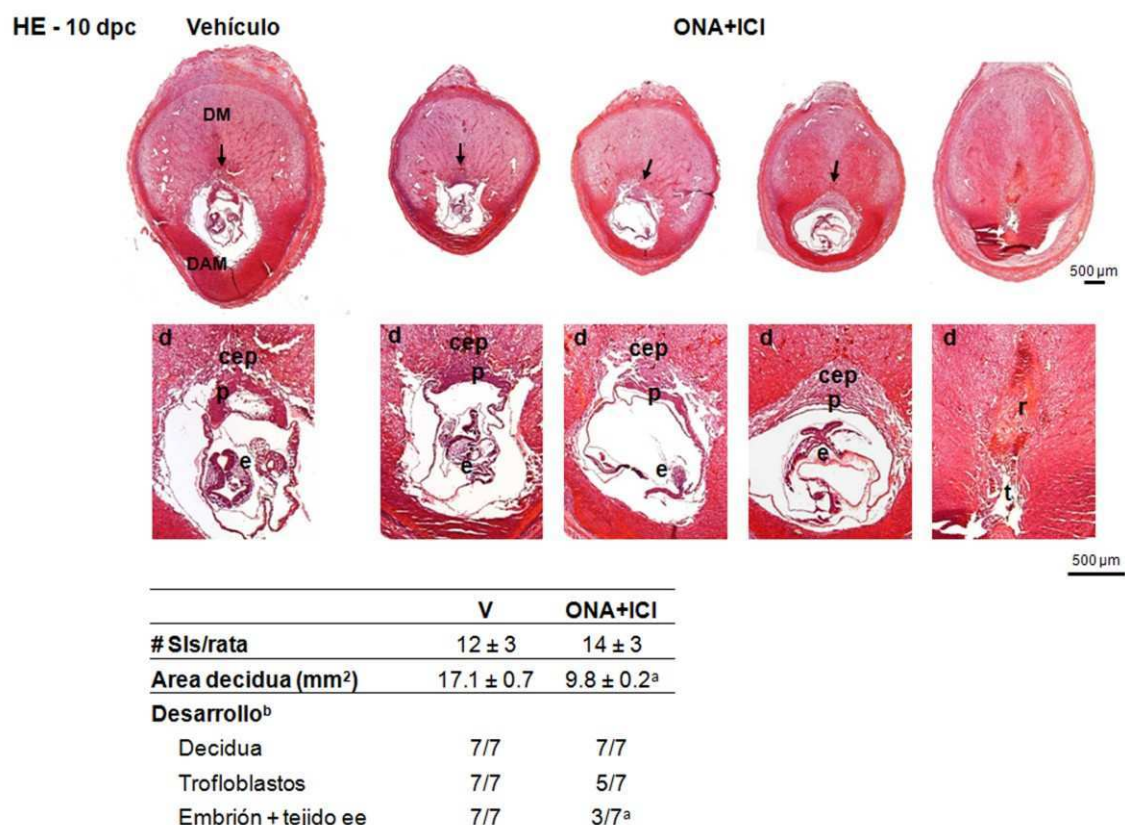 HE - 10 dpc Vehículo ONA+ICI
DM
DAM
500 µm
d cep p e
d cep p e
d cep p e
d cep p e
d r t
500 µm
V ONA+ICI
# SIs/rata 12 ± 3 14 ± 3
Area decidua (mm²) 17.1 ± 0.7 9.8 ± 0.2ᵃ
Desarrolloᵇ
Decidua 7/7 7/7
Trofloblastos 7/7 5/7
Embrión + tejido ee 7/7 3/7ᵃ